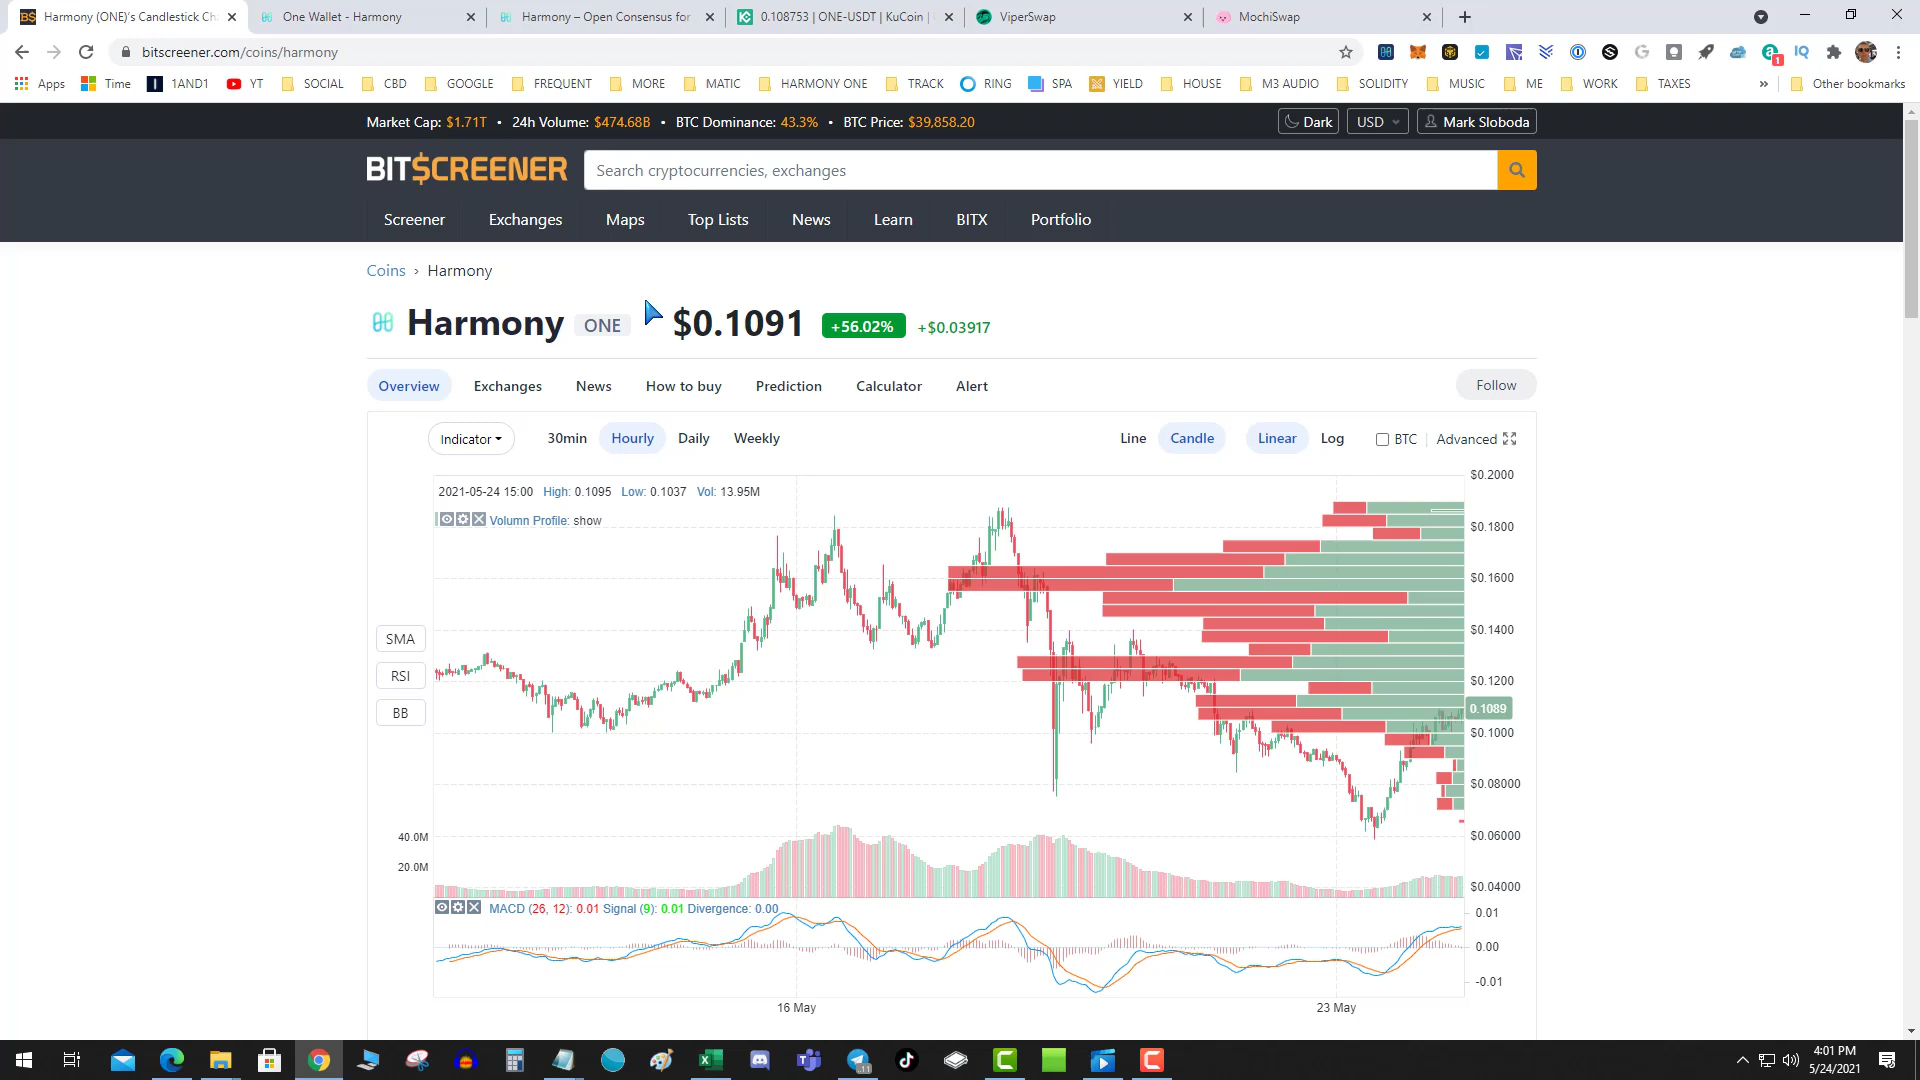 Harmony (ONE)'s Candlestick Ch
One Wallet - Harmony
Harmony – Open Consensus for
0.108753 | ONE-USDT | KuCoin |
ViperSwap
MochiSwap
bitscreener.com/coins/harmony
Apps
Time
1AND1
YT
SOCIAL
CBD
GOOGLE
FREQUENT
MORE
MATIC
HARMONY ONE
TRACK
RING
SPA
YIELD
HOUSE
M3 AUDIO
SOLIDITY
MUSIC
ME
WORK
TAXES
»
Other bookmarks
Market Cap: $1.71T • 24h Volume: $474.68B • BTC Dominance: 43.3% • BTC Price: $39,858.20
Dark
USD
Mark Sloboda
BIT$CREENER
Search cryptocurrencies, exchanges
Screener
Exchanges
Maps
Top Lists
News
Learn
BITX
Portfolio
Coins › Harmony
Harmony ONE $0.1091 +56.02% +$0.03917
Overview
Exchanges
News
How to buy
Prediction
Calculator
Alert
Follow
Indicator
30min
Hourly
Daily
Weekly
Line
Candle
Linear
Log
BTC
Advanced
2021-05-24 15:00 High: 0.1095 Low: 0.1037 Vol: 13.95M
Volumn Profile: show
$0.2000
$0.1800
$0.1600
$0.1400
$0.1200
0.1089
$0.1000
$0.08000
$0.06000
$0.04000
SMA
RSI
BB
40.0M
20.0M
MACD (26, 12): 0.01 Signal (9): 0.01 Divergence: 0.00
0.01
0.00
-0.01
16 May
23 May
4:01 PM
5/24/2021